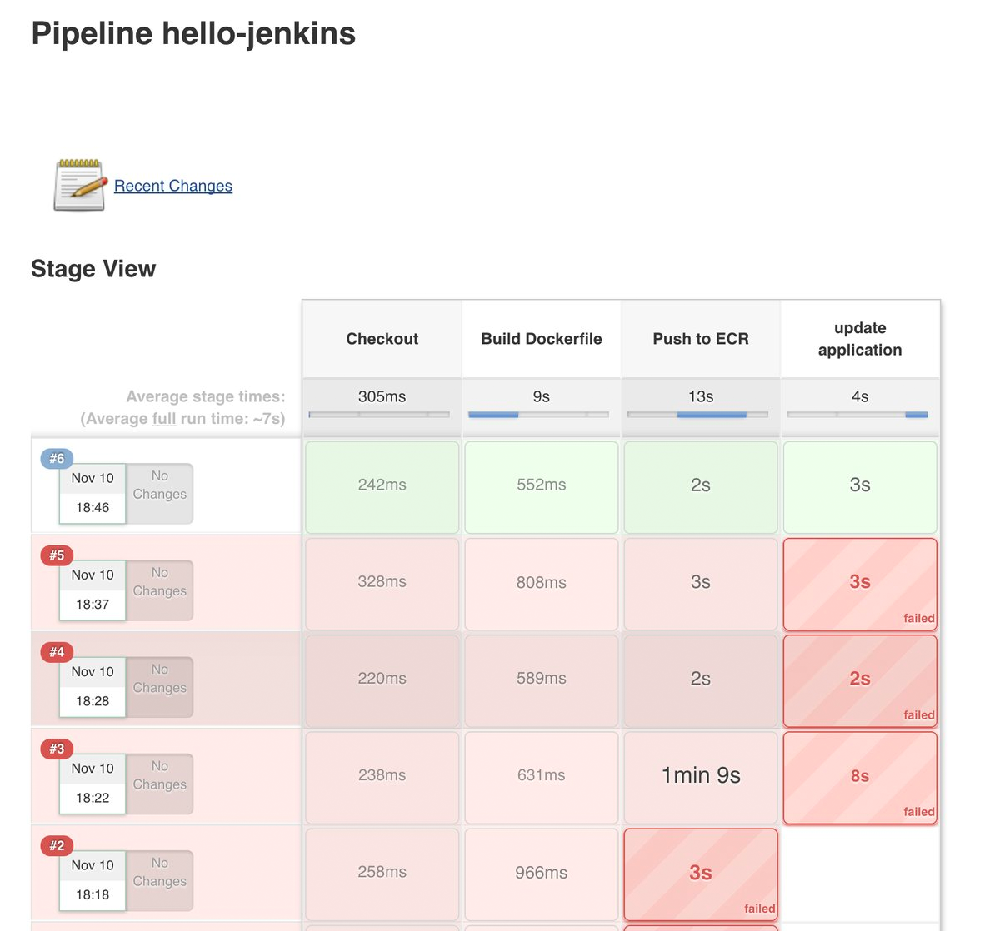 Pipeline hello-jenkins
Recent Changes
Stage View
Checkout
Build Dockerfile
Push to ECR
update
application
Average stage times:
(Average full run time: ~7s)
305ms
9s
13s
4s
#6
Nov 10
18:46
No
Changes
242ms
552ms
2s
3s
#5
Nov 10
18:37
No
Changes
328ms
808ms
3s
3s
failed
#4
Nov 10
18:28
No
Changes
220ms
589ms
2s
2s
failed
#3
Nov 10
18:22
No
Changes
238ms
631ms
1min 9s
8s
failed
#2
Nov 10
18:18
No
Changes
258ms
966ms
3s
failed